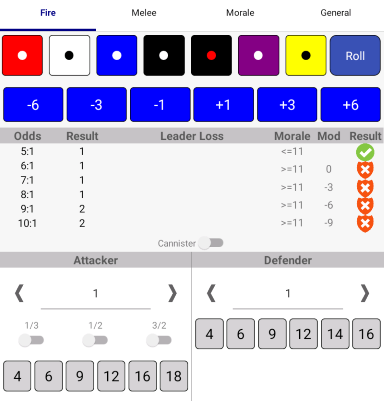 Fire Melee Morale General
Roll
-6 -3 -1 +1 +3 +6
Odds Result Leader Loss Morale Mod Result
5:1 1 <=11
6:1 1 >=11 0
7:1 1 >=11 -3
8:1 1 >=11 -6
9:1 2 >=11 -9
10:1 2
Cannister
Attacker Defender
1 1
1/3 1/2 3/2
4 6 9 12 14 16
4 6 9 12 16 18